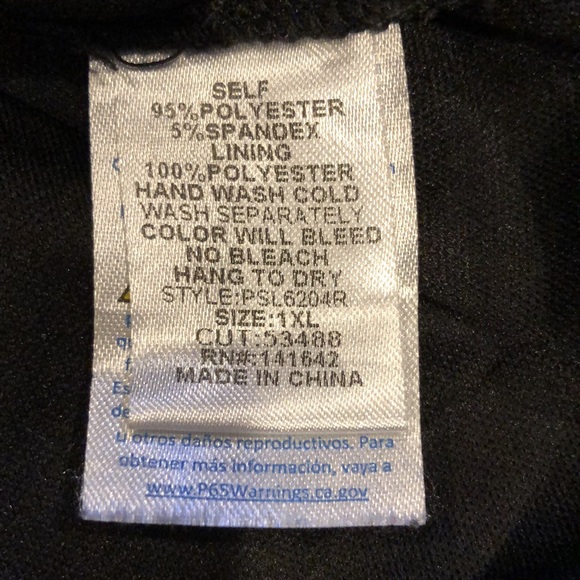 SELF
95%POLYESTER
5%SPANDEX
LINING
100%POLYESTER
HAND WASH COLD
WASH SEPARATELY
COLOR WILL BLEED
NO BLEACH
HANG TO DRY
STYLE:PSL6204R
SIZE:1XL
CUT:53488
RN#:141642
MADE IN CHINA
u otros daños reproductivos. Para
obtener más información, vaya a
www.P65Warnings.ca.gov